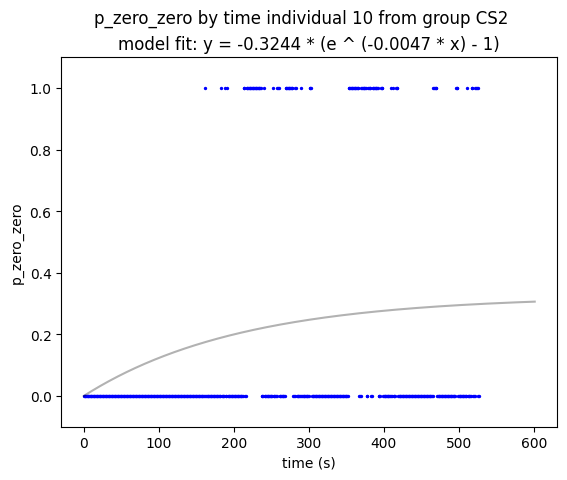 p_zero_zero by time individual 10 from group CS2
model fit: y = -0.3244 * (e ^ (-0.0047 * x) - 1)
1.0
0.8
0.6
0.4
0.2
0.0
p_zero_zero
0 100 200 300 400 500 600
time (s)